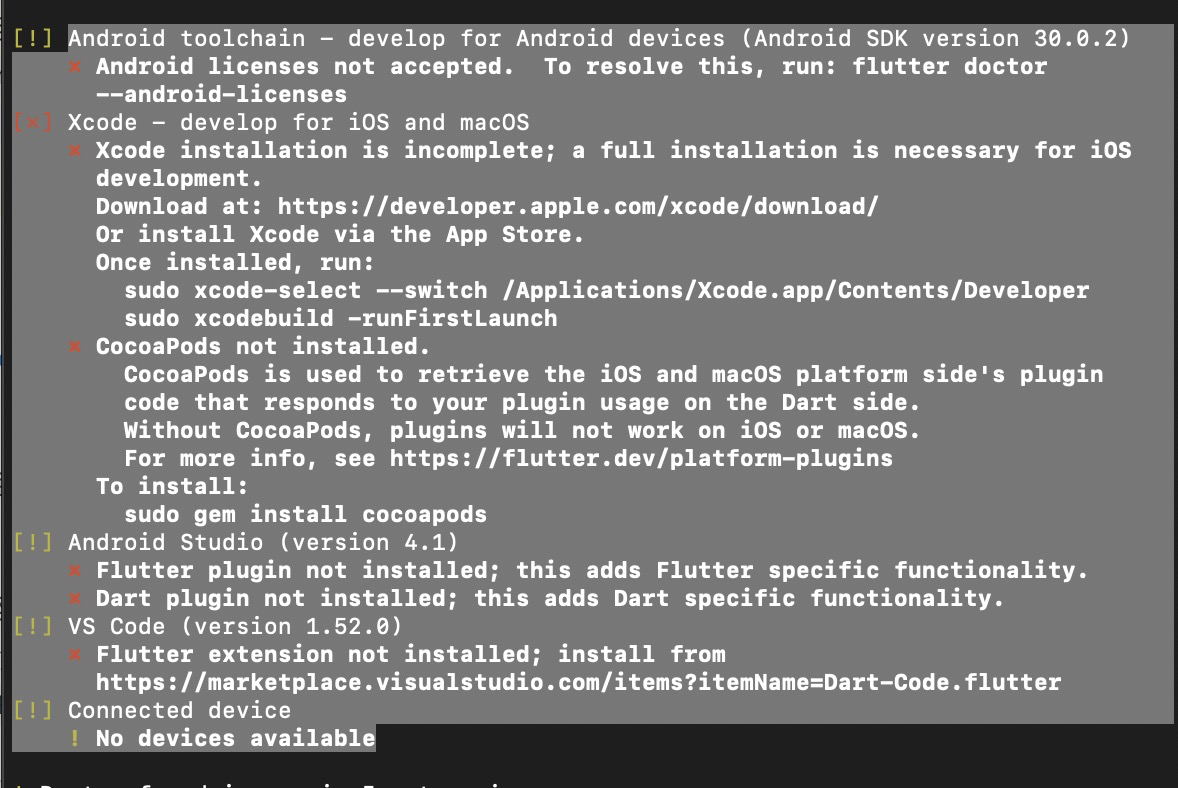 [!] Android toolchain - develop for Android devices (Android SDK version 30.0.2)
✗ Android licenses not accepted.  To resolve this, run: flutter doctor
--android-licenses
[✗] Xcode - develop for iOS and macOS
✗ Xcode installation is incomplete; a full installation is necessary for iOS
development.
Download at: https://developer.apple.com/xcode/download/
Or install Xcode via the App Store.
Once installed, run:
sudo xcode-select --switch /Applications/Xcode.app/Contents/Developer
sudo xcodebuild -runFirstLaunch
✗ CocoaPods not installed.
CocoaPods is used to retrieve the iOS and macOS platform side's plugin
code that responds to your plugin usage on the Dart side.
Without CocoaPods, plugins will not work on iOS or macOS.
For more info, see https://flutter.dev/platform-plugins
To install:
sudo gem install cocoapods
[!] Android Studio (version 4.1)
✗ Flutter plugin not installed; this adds Flutter specific functionality.
✗ Dart plugin not installed; this adds Dart specific functionality.
[!] VS Code (version 1.52.0)
✗ Flutter extension not installed; install from
https://marketplace.visualstudio.com/items?itemName=Dart-Code.flutter
[!] Connected device
! No devices available